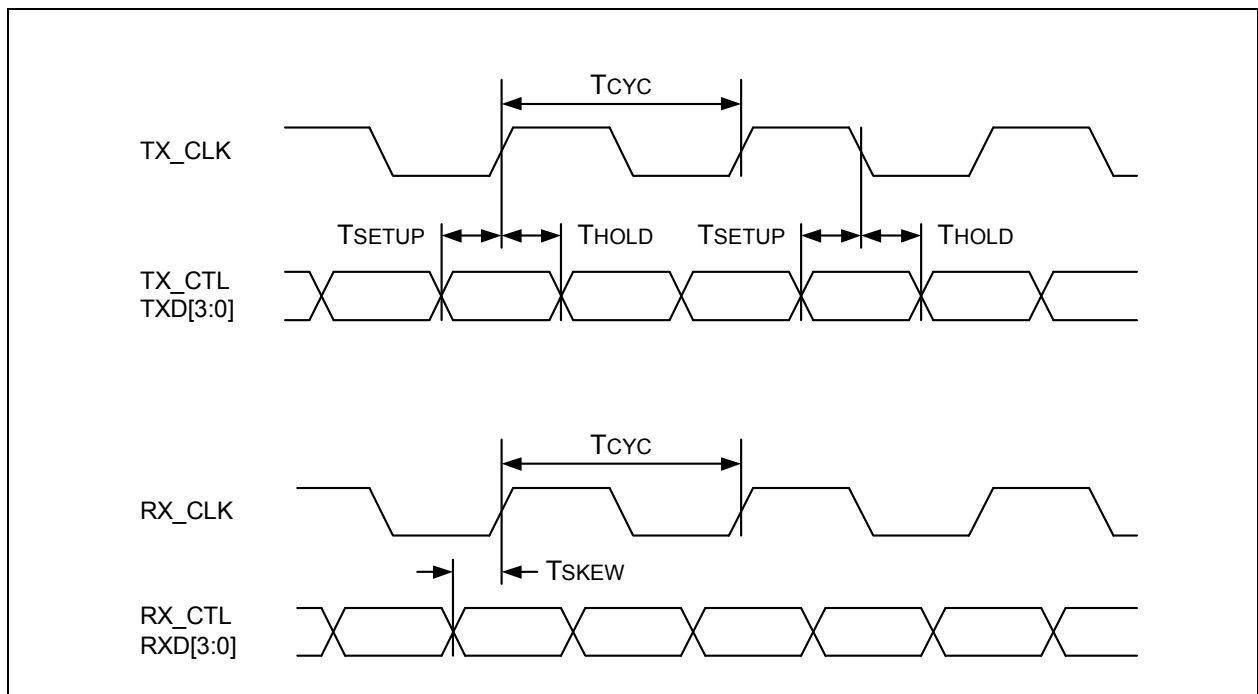 TCYC
TX_CLK
TSETUP THOLD TSETUP THOLD
TX_CTL
TXD[3:0]
TCYC
RX_CLK
TSKEW
RX_CTL
RXD[3:0]